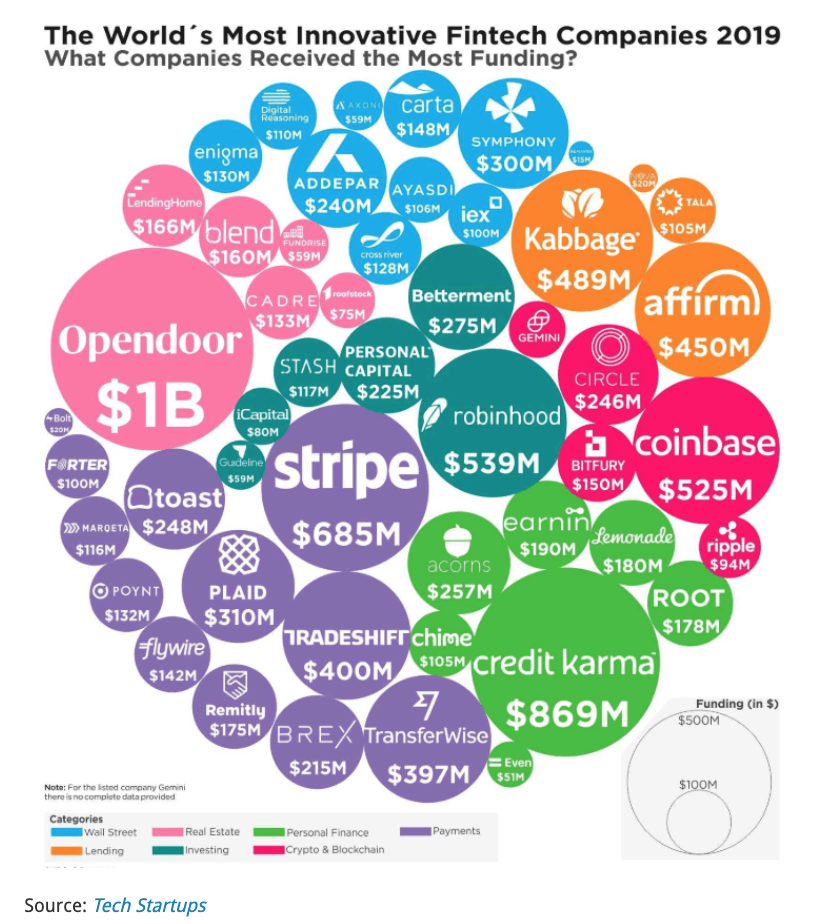 The World´s Most Innovative Fintech Companies 2019
What Companies Received the Most Funding?
Digital
Reasoning
$110M
AXONI
$59M
carta
$148M
SYMPHONY
$300M
$15M
enigma
$130M
ADDEPAR
$240M
AYASDI
$106M
iex
$100M
cross river
$128M
NOVA
$20M
TALA
$105M
Kabbage
$489M
affirm
$450M
LendingHome
$166M
blend
$160M
FUNDRISE
$59M
CADRE
$133M
roofstock
$75M
Opendoor
$1B
Betterment
$275M
STASH
$117M
PERSONAL
CAPITAL
$225M
iCapital
$80M
Guideline
$59M
robinhood
$539M
GEMINI
CIRCLE
$246M
BITFURY
$150M
coinbase
$525M
ripple
$94M
Bolt
$20M
FORTER
$100M
toast
$248M
stripe
$685M
MARQETA
$116M
POYNT
$132M
PLAID
$310M
flywire
$142M
TRADESHIFT
$400M
Remitly
$175M
BREX
$215M
TransferWise
$397M
earnin
$190M
Lemonade
$180M
acorns
$257M
ROOT
$178M
chime
$105M
credit karma
$869M
Even
$51M
Funding (in $)
$500M
$100M
Note: For the listed company Gemini
there is no complete data provided
Categories
Wall Street
Real Estate
Personal Finance
Payments
Lending
Investing
Crypto & Blockchain
Source: Tech Startups